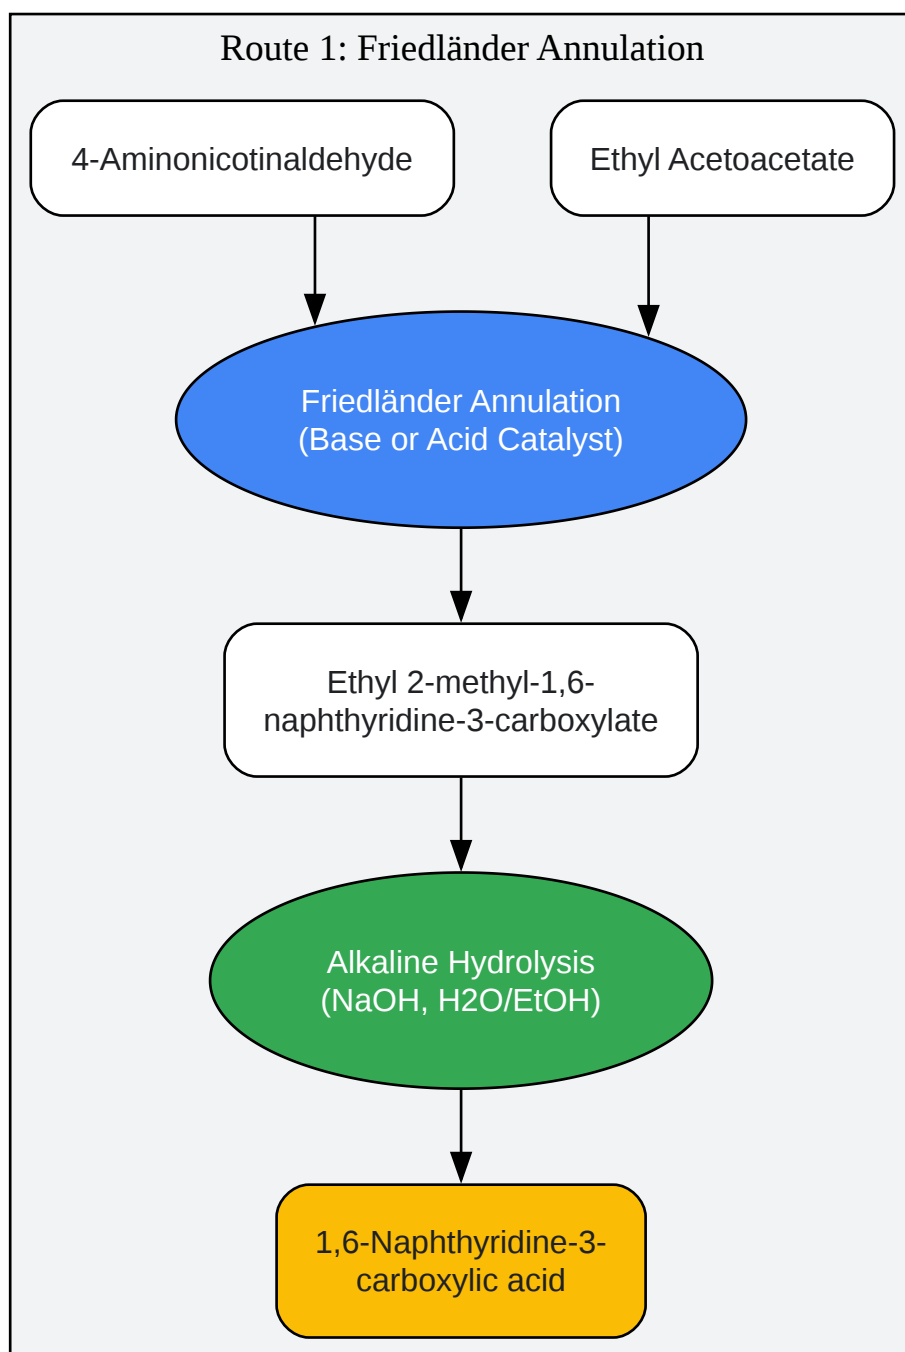 Route 1: Friedländer Annulation
4-Aminonicotinaldehyde
Ethyl Acetoacetate
Friedländer Annulation
(Base or Acid Catalyst)
Ethyl 2-methyl-1,6-
naphthyridine-3-carboxylate
Alkaline Hydrolysis
(NaOH, H2O/EtOH)
1,6-Naphthyridine-3-
carboxylic acid